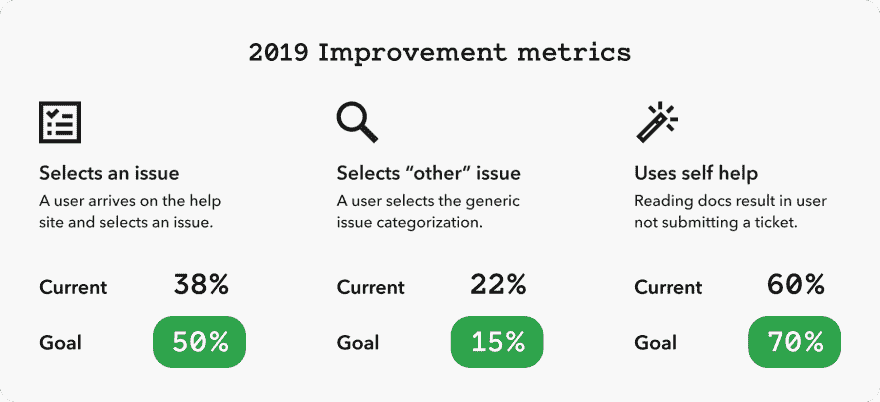 2019 Improvement metrics
Selects an issue
A user arrives on the help
site and selects an issue.
Current 38%
Goal 50%
Selects “other” issue
A user selects the generic
issue categorization.
Current 22%
Goal 15%
Uses self help
Reading docs result in user
not submitting a ticket.
Current 60%
Goal 70%